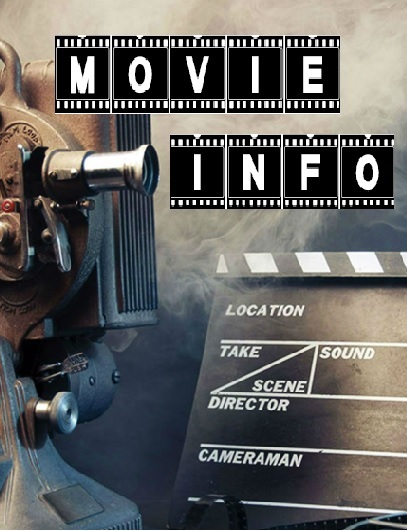 MOVIE
INFO
LOCATION
TAKE SOUND
SCENE
DIRECTOR
CAMERAMAN